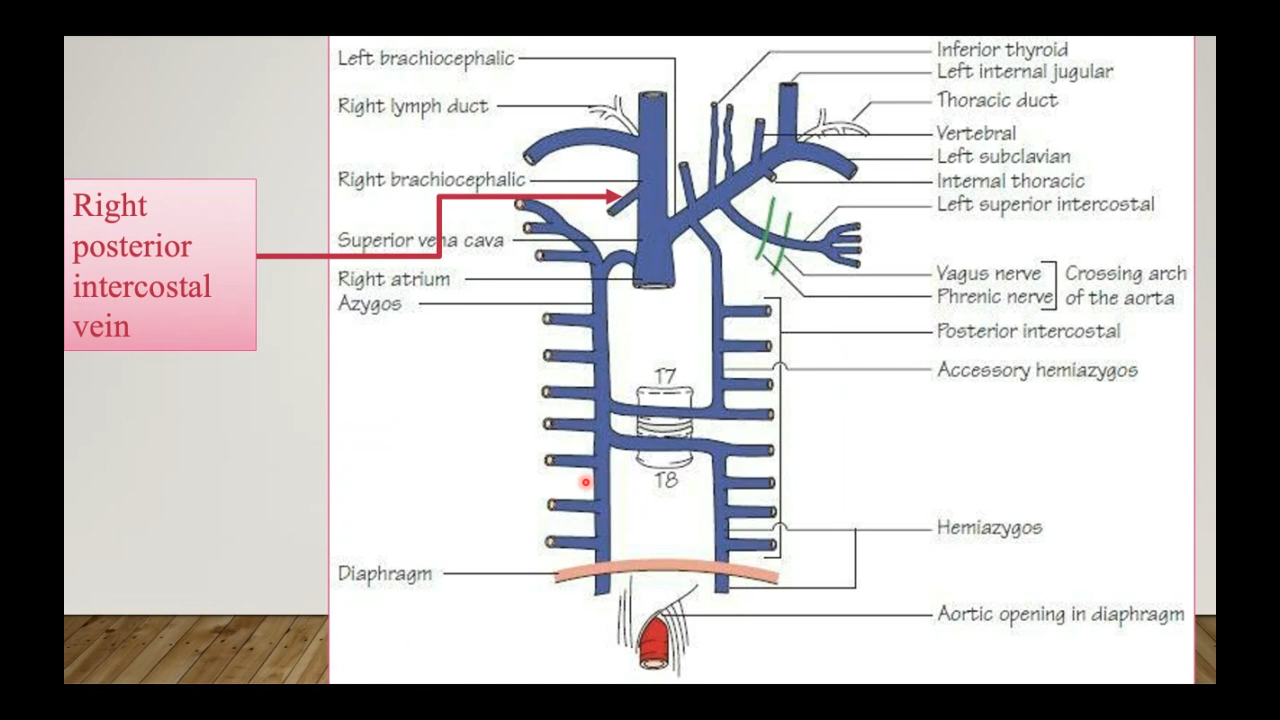 Right
posterior
intercostal
vein
Left brachiocephalic
Right lymph duct
Right brachiocephalic
Superior vena cava
Right atrium
Azygos
Diaphragm
T7
T8
Inferior thyroid
Left internal jugular
Thoracic duct
Vertebral
Left subclavian
Internal thoracic
Left superior intercostal
Vagus nerve
Phrenic nerve
Crossing arch
of the aorta
Posterior intercostal
Accessory hemiazygos
Hemiazygos
Aortic opening in diaphragm